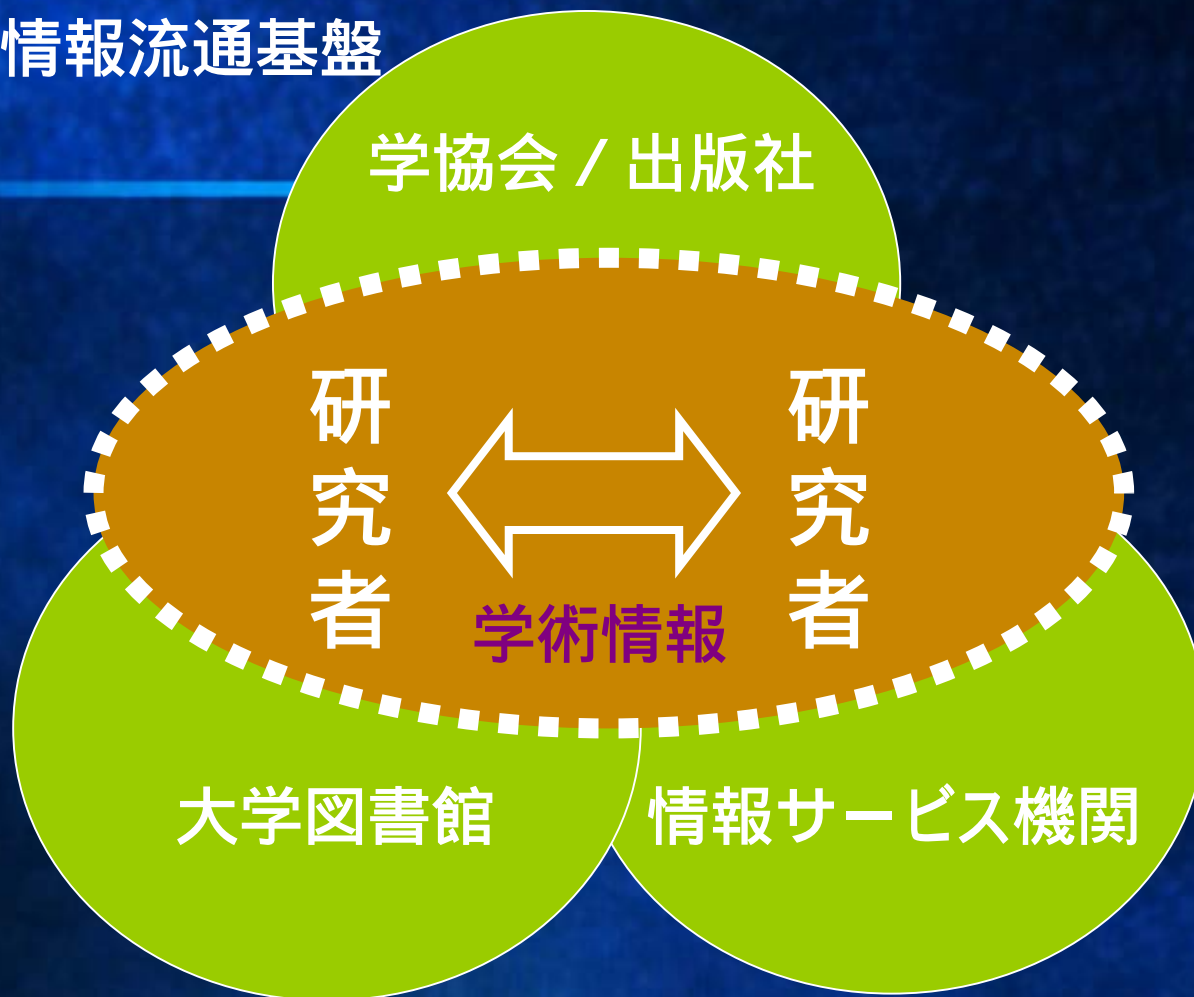 情報流通基盤
学協会 / 出版社
研究者
研究者
学術情報
大学図書館
情報サービス機関